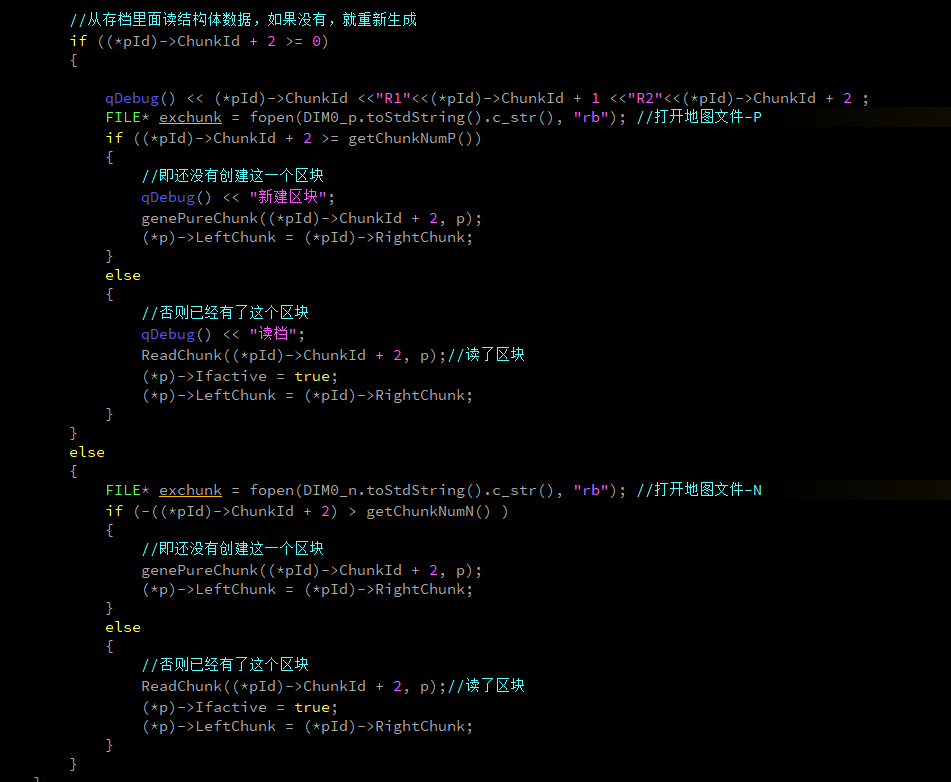 //从存档里面读结构体数据，如果没有，就重新生成
if ((*pId)->ChunkId + 2 >= 0)
{
qDebug() << (*pId)->ChunkId <<"R1"<<(*pId)->ChunkId + 1 <<"R2"<<(*pId)->ChunkId + 2 ;
FILE* exchunk = fopen(DIM0_p.toStdString().c_str(), "rb"); //打开地图文件-P
if ((*pId)->ChunkId + 2 >= getChunkNumP())
{
//即还没有创建这一个区块
qDebug() << "新建区块";
genePureChunk((*pId)->ChunkId + 2, p);
(*p)->LeftChunk = (*pId)->RightChunk;
}
else
{
//否则已经有了这个区块
qDebug() << "读档";
ReadChunk((*pId)->ChunkId + 2, p);//读了区块
(*p)->Ifactive = true;
(*p)->LeftChunk = (*pId)->RightChunk;
}
}
else
{
FILE* exchunk = fopen(DIM0_n.toStdString().c_str(), "rb"); //打开地图文件-N
if (-((*pId)->ChunkId + 2) > getChunkNumN() )
{
//即还没有创建这一个区块
genePureChunk((*pId)->ChunkId + 2, p);
(*p)->LeftChunk = (*pId)->RightChunk;
}
else
{
//否则已经有了这个区块
ReadChunk((*pId)->ChunkId + 2, p);//读了区块
(*p)->Ifactive = true;
(*p)->LeftChunk = (*pId)->RightChunk;
}
}